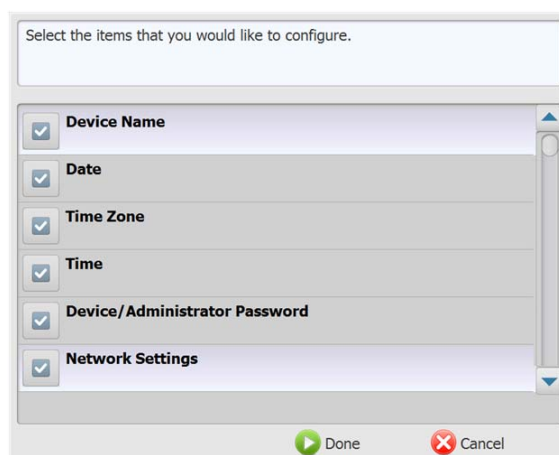 Select the items that you would like to configure.
Device Name
Date
Time Zone
Time
Device/Administrator Password
Network Settings
Done
Cancel